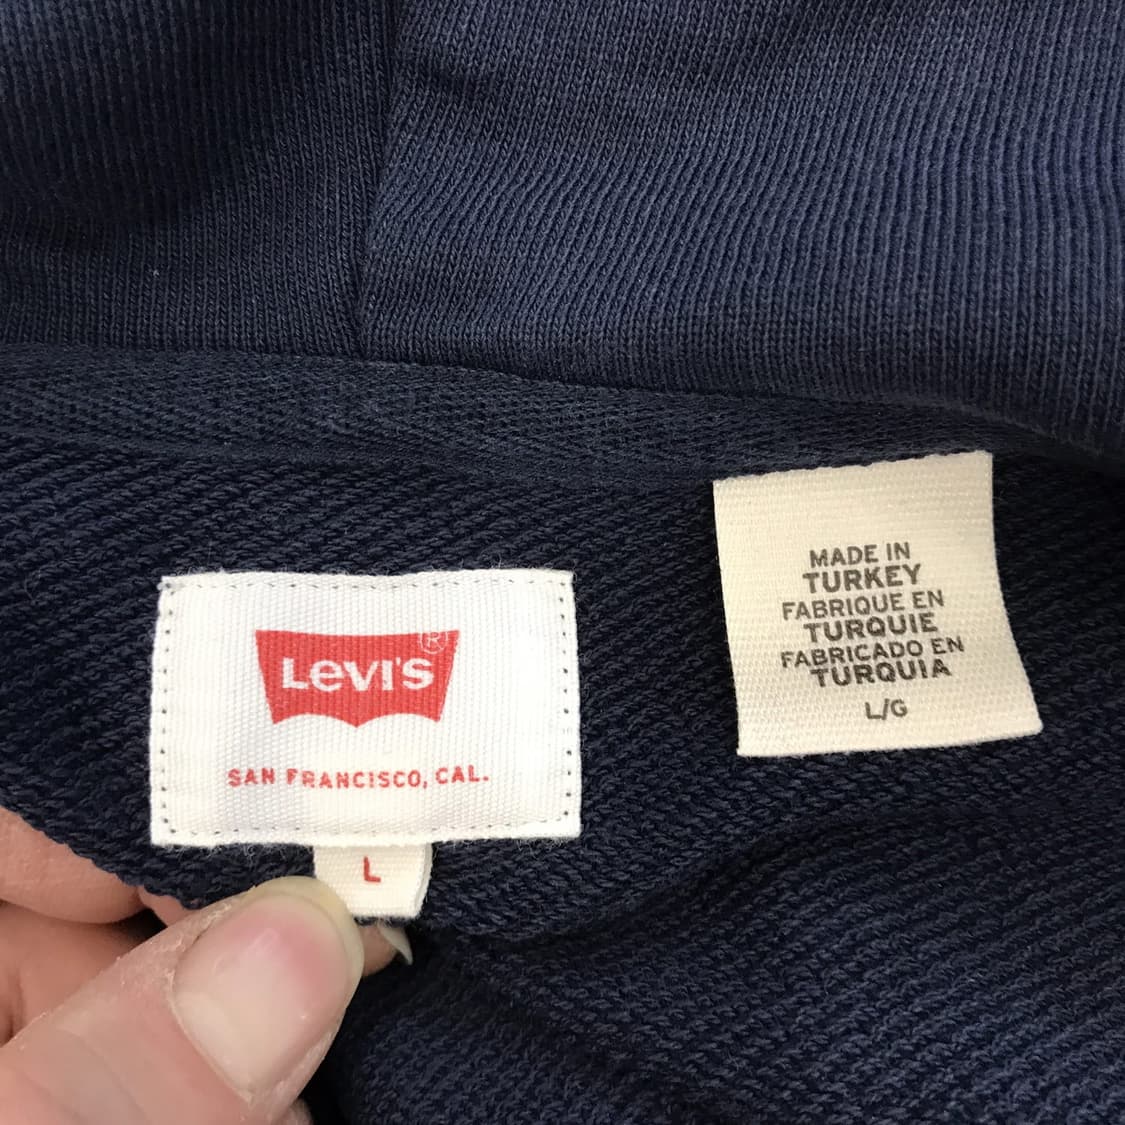 Levi's®
SAN FRANCISCO, CAL.
L
MADE IN
TURKEY
FABRIQUE EN
TURQUIE
FABRICADO EN
TURQUIA
L/G